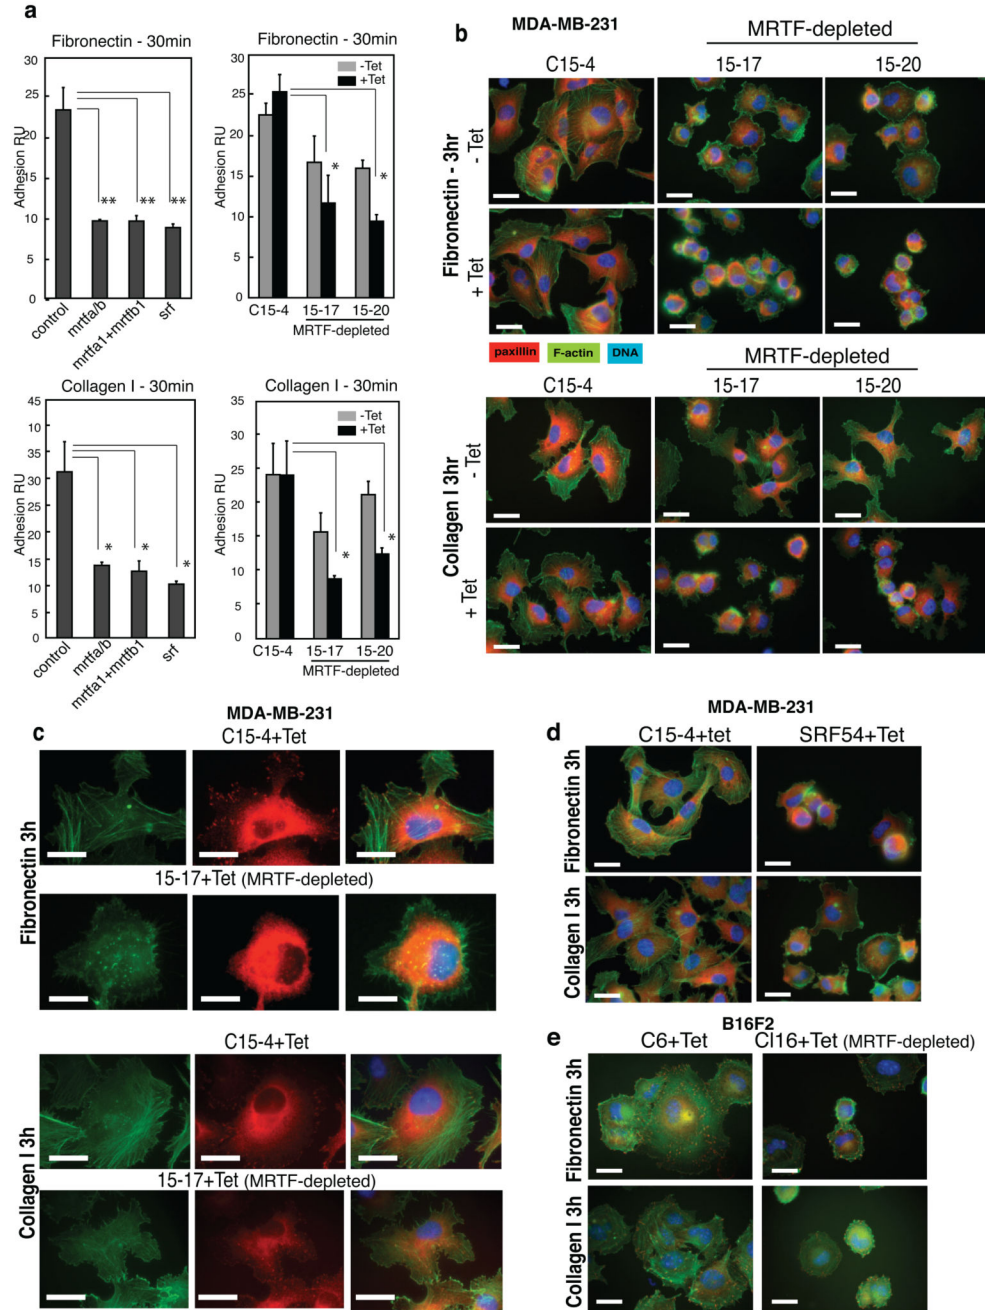 a
Fibronectin - 30min
Adhesion RU
30
25
20
15
10
5
0
**
**
**
control
mrtfa/b
mrtfa1+mrtfb1
srf
Fibronectin - 30min
Adhesion RU
30
25
20
15
10
5
0
-Tet
+Tet
*
*
C15-4
15-17
15-20
MRTF-depleted
Collagen I - 30min
Adhesion RU
45
31
35
30
25
20
15
10
5
0
*
*
*
control
mrtfa/b
mrtfa1+mrtfb1
srf
Collagen I - 30min
Adhesion RU
35
30
25
20
15
10
5
0
-Tet
+Tet
*
*
C15-4
15-17
15-20
MRTF-depleted
b
MDA-MB-231
MRTF-depleted
C15-4
15-17
15-20
Fibronectin - 3hr
- Tet
+ Tet
paxillin
F-actin
DNA
MRTF-depleted
C15-4
15-17
15-20
Collagen I 3hr
- Tet
+ Tet
c
MDA-MB-231
C15-4+Tet
Fibronectin 3h
15-17+Tet (MRTF-depleted)
C15-4+Tet
Collagen I 3h
15-17+Tet (MRTF-depleted)
MDA-MB-231
d
C15-4+tet
SRF54+Tet
Fibronectin 3h
Collagen I 3h
B16F2
e
C6+Tet
Cl16+Tet (MRTF-depleted)
Fibronectin 3h
Collagen I 3h